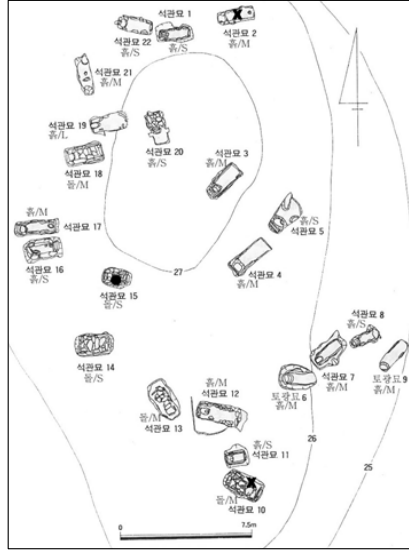 석관묘 1
석관묘 22
흙/S
흙/S
석관묘 2
흙/M
석관묘 21
흙/M
석관묘 19
흙/L
석관묘 18
돌/M
석관묘 20
흙/S
석관묘 3
흙/M
흙/S
석관묘 5
흙/M
석관묘 17
석관묘 16
흙/S
27
석관묘 4
흙/M
석관묘 15
돌/S
석관묘 8
흙/S
석관묘 14
돌/S
석관묘 7
흙/M
토광묘 9
흙/M
토광묘 6
흙/M
흙/M
석관묘 12
돌/M
석관묘 13
26
흙/S
석관묘 11
25
돌/M
석관묘 10
0
7.5m